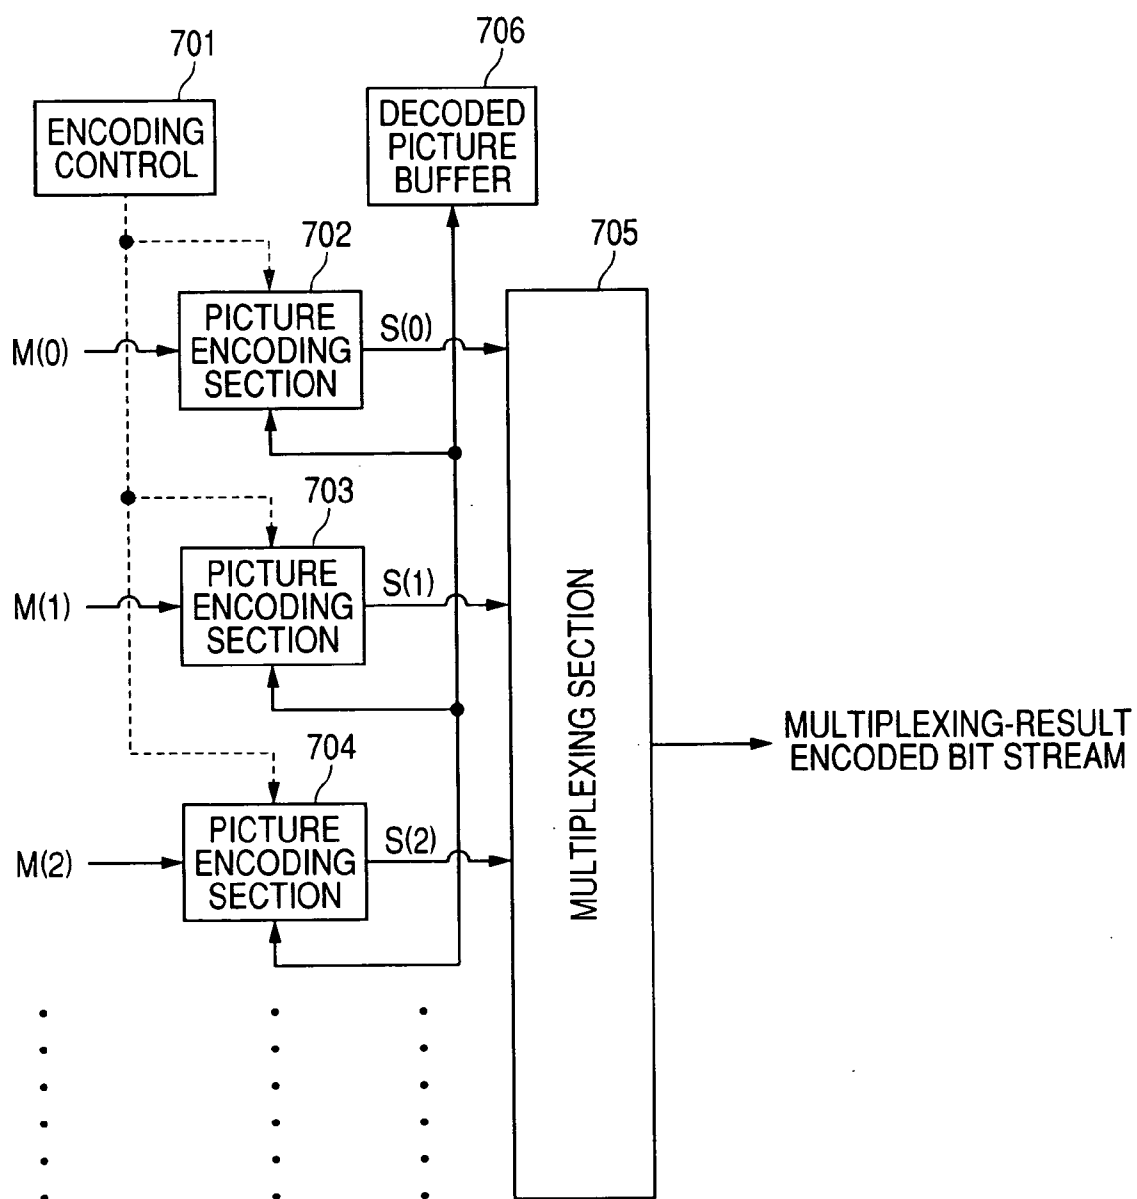 701
ENCODING
CONTROL
706
DECODED
PICTURE
BUFFER
702
PICTURE
ENCODING
SECTION
M(0)
S(0)
705
MULTIPLEXING SECTION
703
PICTURE
ENCODING
SECTION
M(1)
S(1)
704
PICTURE
ENCODING
SECTION
M(2)
S(2)
MULTIPLEXING-RESULT
ENCODED BIT STREAM